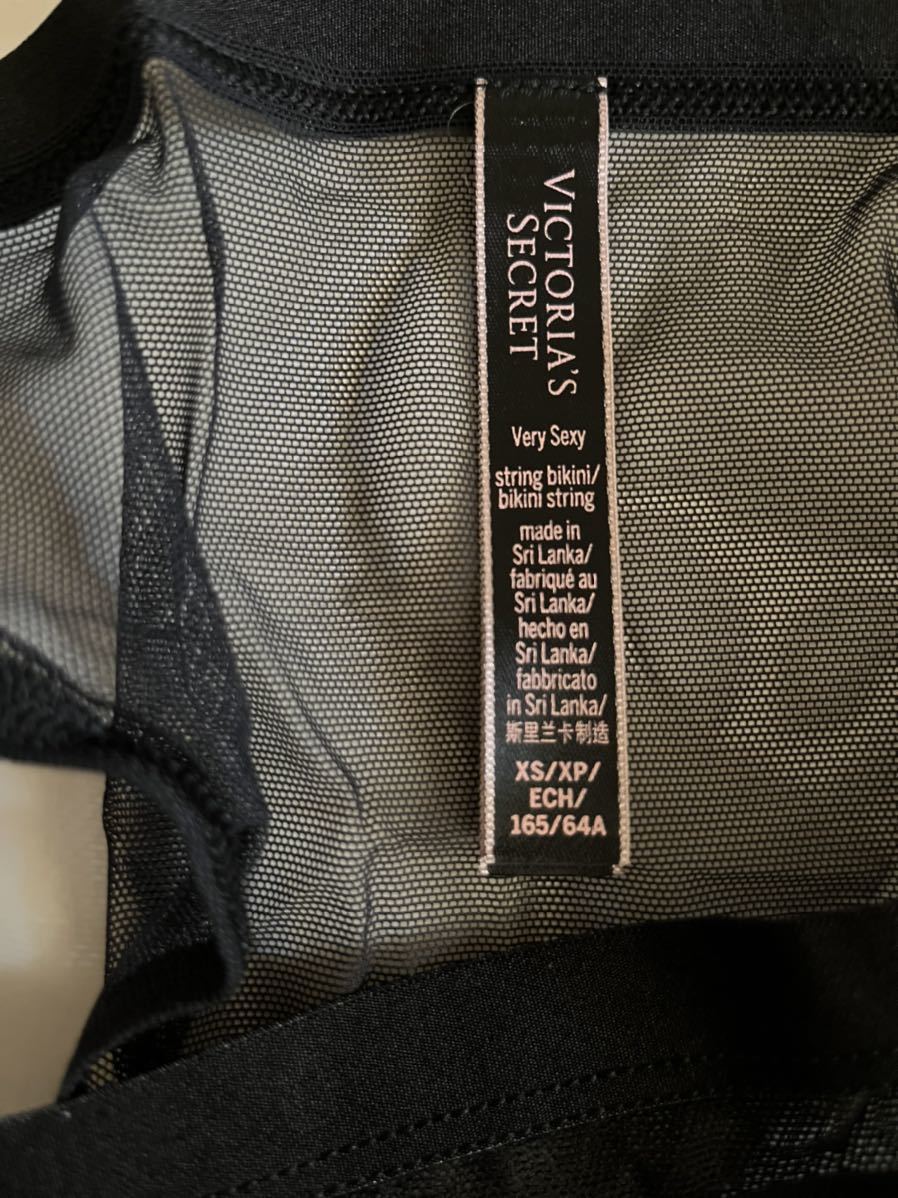 VICTORIA'S
SECRET
Very Sexy
string bikini/
bikini string
made in
Sri Lanka/
fabriqué au
Sri Lanka/
hecho en
Sri Lanka/
fabbricato
in Sri Lanka/
斯里兰卡制造
XS/XP/
ECH/
165/64A